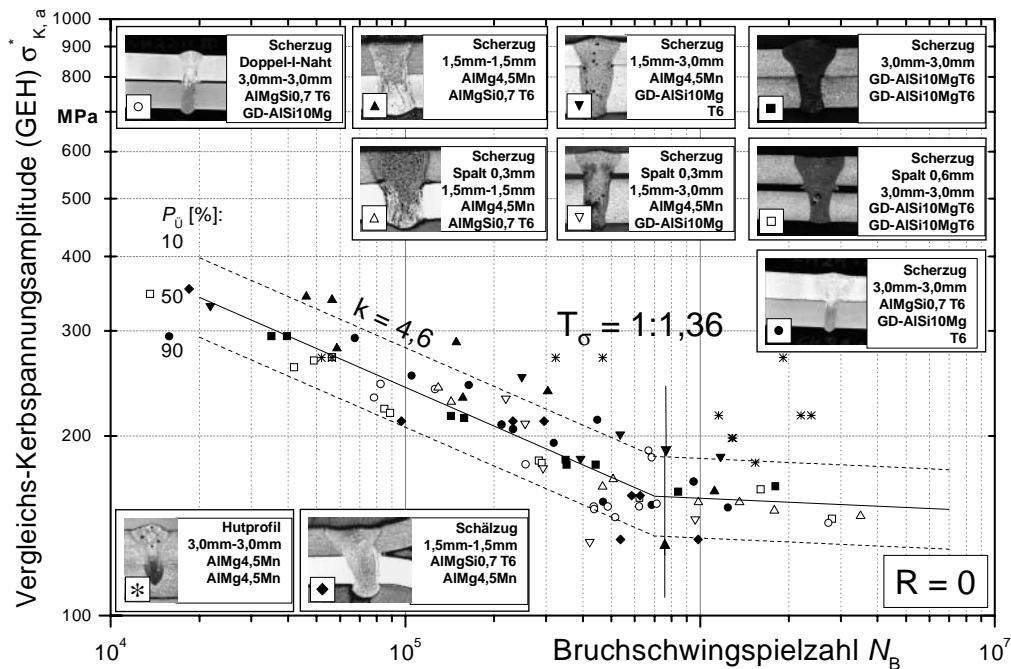 Vergleichs-Kerbspannungsamplitude (GEH) σ*K, a
1000
900
800
MPa
600
500
400
300
200
100
Scherzug
Doppel-I-Naht
3,0mm-3,0mm
AlMgSi0,7 T6
GD-AlSi10Mg
Scherzug
1,5mm-1,5mm
AlMg4,5Mn
AlMgSi0,7 T6
Scherzug
1,5mm-3,0mm
AlMg4,5Mn
GD-AlSi10Mg
T6
Scherzug
3,0mm-3,0mm
GD-AlSi10MgT6
GD-AlSi10MgT6
Scherzug
Spalt 0,3mm
1,5mm-1,5mm
AlMg4,5Mn
AlMgSi0,7 T6
Scherzug
Spalt 0,3mm
1,5mm-3,0mm
AlMg4,5Mn
GD-AlSi10Mg
Scherzug
Spalt 0,6mm
3,0mm-3,0mm
GD-AlSi10MgT6
GD-AlSi10MgT6
Scherzug
3,0mm-3,0mm
AlMgSi0,7 T6
GD-AlSi10Mg
T6
PÜ [%]:
10
50
90
k = 4,6
Tσ = 1:1,36
Hutprofil
3,0mm-3,0mm
AlMg4,5Mn
AlMg4,5Mn
Schälzug
1,5mm-1,5mm
AlMgSi0,7 T6
AlMg4,5Mn
R = 0
10^4
10^5
10^6
10^7
Bruchschwingspielzahl NB